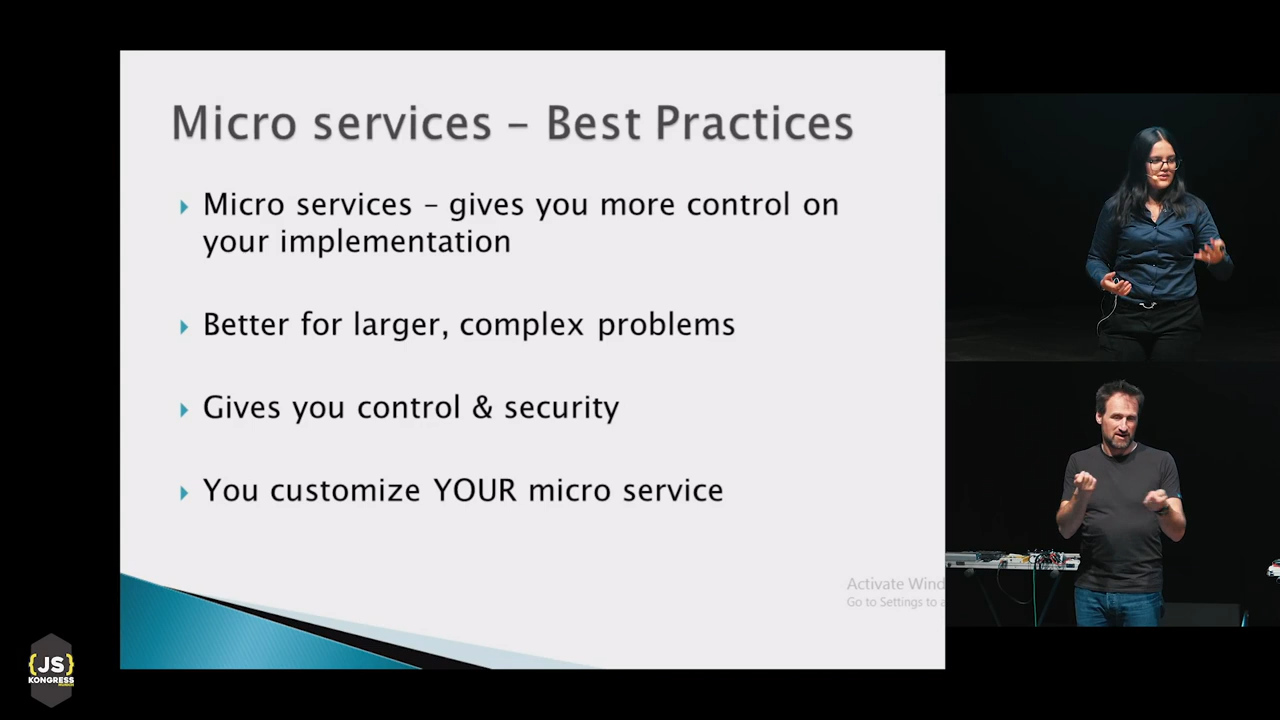 Micro services – Best Practices
Micro services – gives you more control on
your implementation
Better for larger, complex problems
Gives you control & security
You customize YOUR micro service
Activate Wind
Go to Settings to a
{JS}
KONGRESS